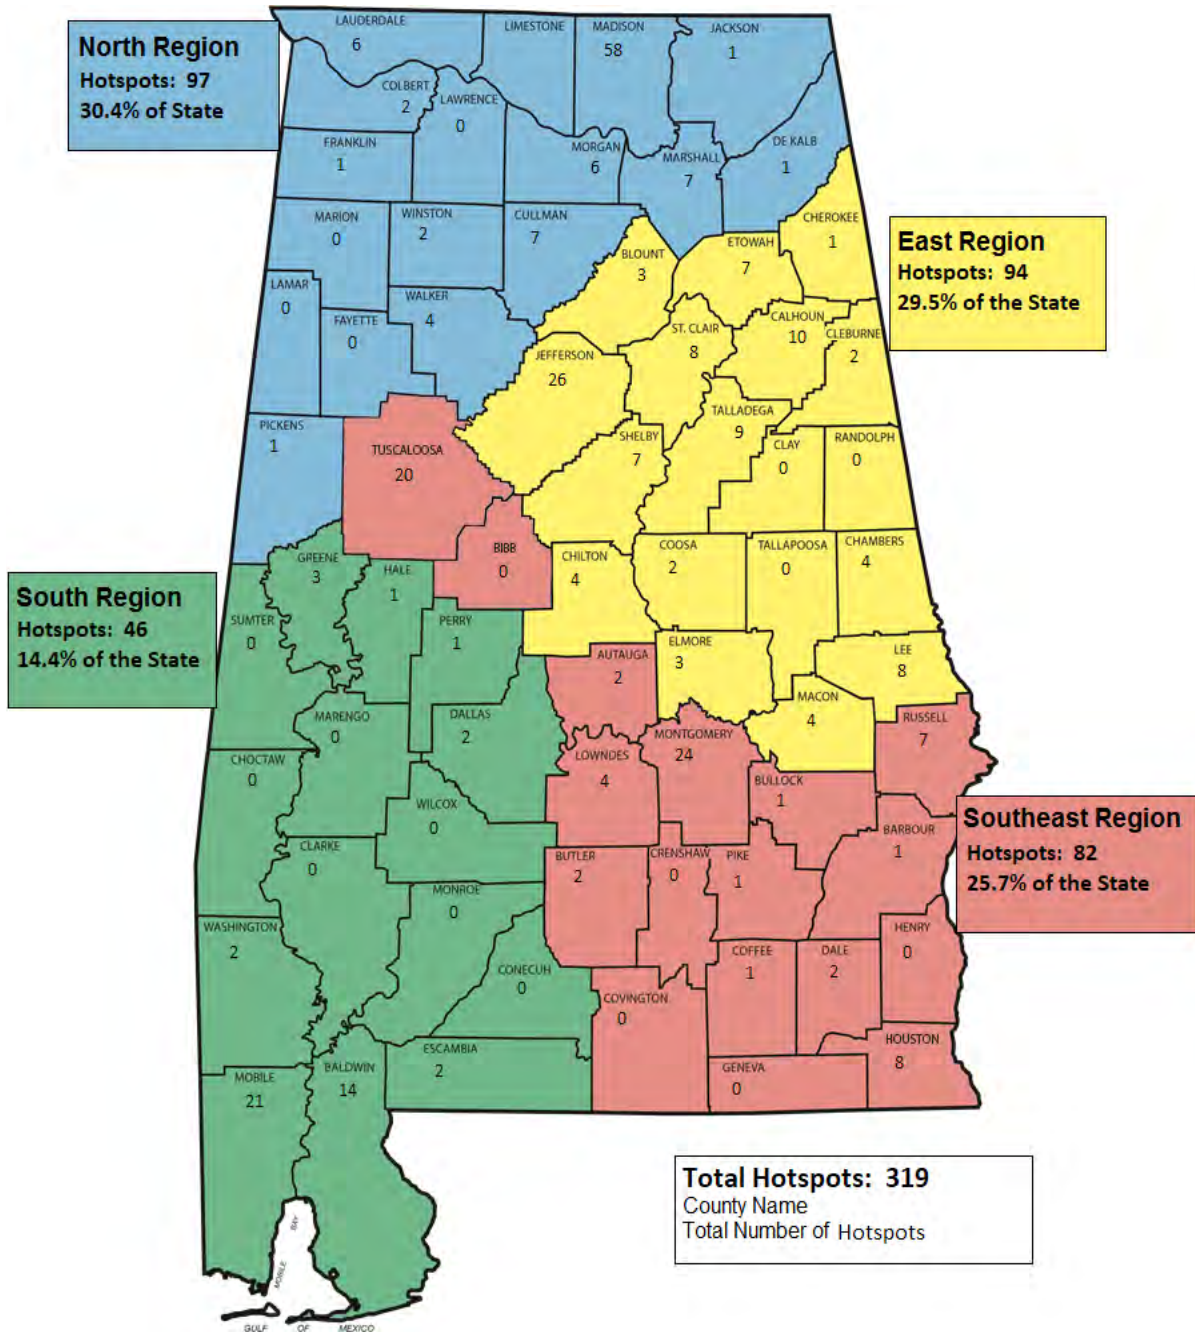 LAUDERDALE
6
LIMESTONE
MADISON
58
JACKSON
1
North Region
Hotspots: 97
30.4% of State
COLBERT
2
LAWRENCE
0
FRANKLIN
1
MORGAN
6
MARSHALL
7
DE KALB
1
MARION
0
WINSTON
2
CULLMAN
7
CHEROKEE
1
East Region
Hotspots: 94
29.5% of the State
BLOUNT
3
ETOWAH
7
LAMAR
0
WALKER
4
FAYETTE
0
ST. CLAIR
8
CALHOUN
10
CLEBURNE
2
JEFFERSON
26
TALLADEGA
9
PICKENS
1
TUSCALOOSA
20
SHELBY
7
CLAY
0
RANDOLPH
0
BIBB
0
CHILTON
4
COOSA
2
TALLAPOOSA
0
CHAMBERS
4
GREENE
3
HALE
1
South Region
Hotspots: 46
14.4% of the State
SUMTER
0
PERRY
1
AUTAUGA
2
ELMORE
3
LEE
8
MACON
4
MARENGO
0
DALLAS
2
MONTGOMERY
24
RUSSELL
7
CHOCTAW
0
LOWNDES
4
BULLOCK
1
WILCOX
0
Southeast Region
Hotspots: 82
25.7% of the State
BARBOUR
1
CLARKE
0
BUTLER
2
CRENSHAW
0
PIKE
1
MONROE
0
WASHINGTON
2
HENRY
0
CONECUH
0
COFFEE
1
DALE
2
COVINGTON
0
ESCAMBIA
2
HOUSTON
8
MOBILE
21
BALDWIN
14
GENEVA
0
Total Hotspots: 319
County Name
Total Number of Hotspots
MOBILE BAY
GULF OF MEXICO